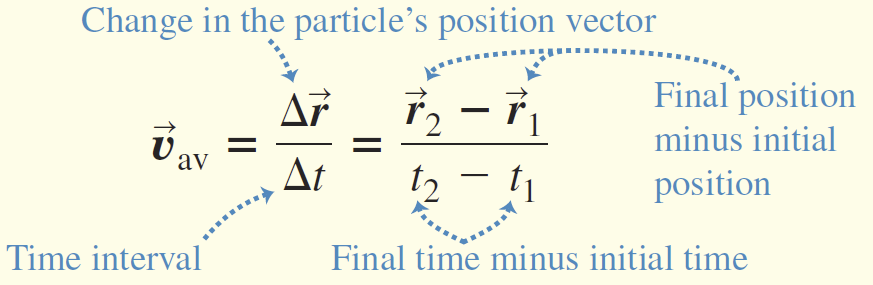 Change in the particle's position vector
v⃗av = Δr⃗/Δt = (r⃗2 − r⃗1)/(t2 − t1)
Final position
minus initial
position
Time interval
Final time minus initial time